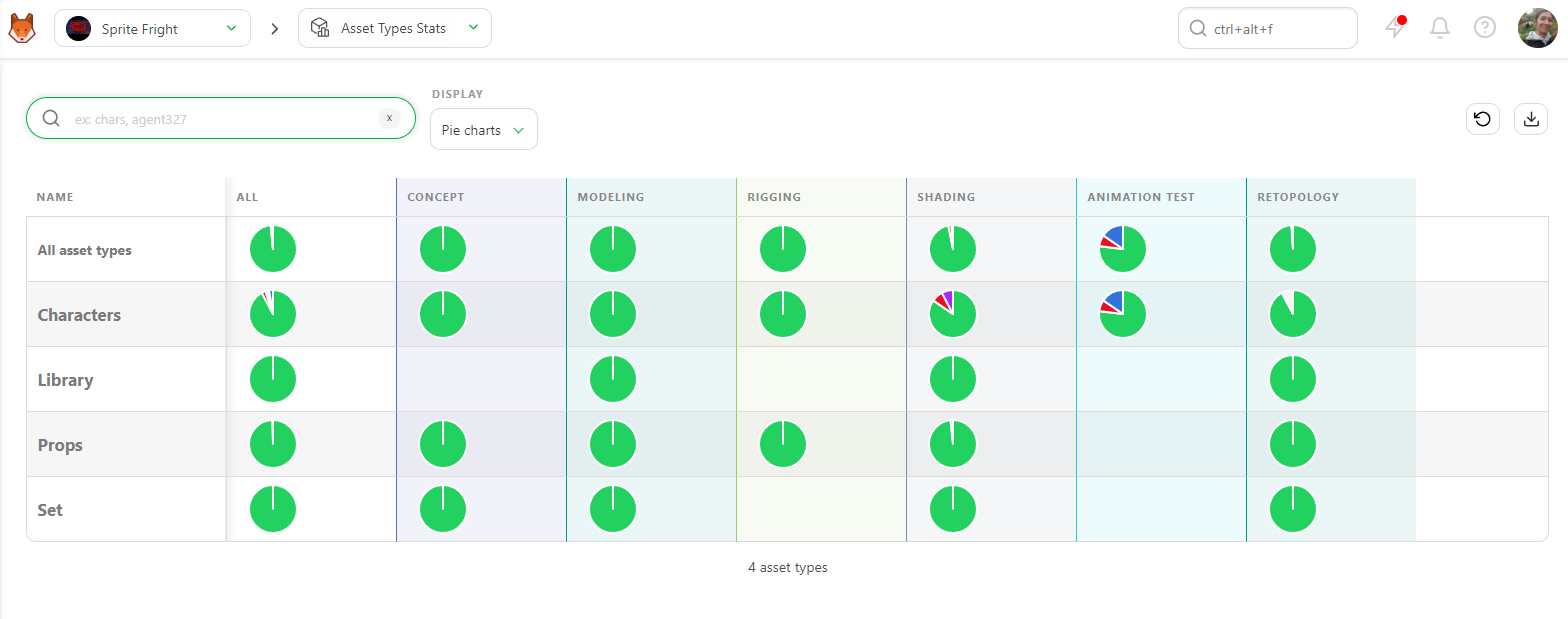 Sprite Fright
Asset Types Stats
ctrl+alt+f
DISPLAY
ex: chars, agent327
x
Pie charts
NAME ALL CONCEPT MODELING RIGGING SHADING ANIMATION TEST RETOPOLOGY
All asset types
Characters
Library
Props
Set
4 asset types